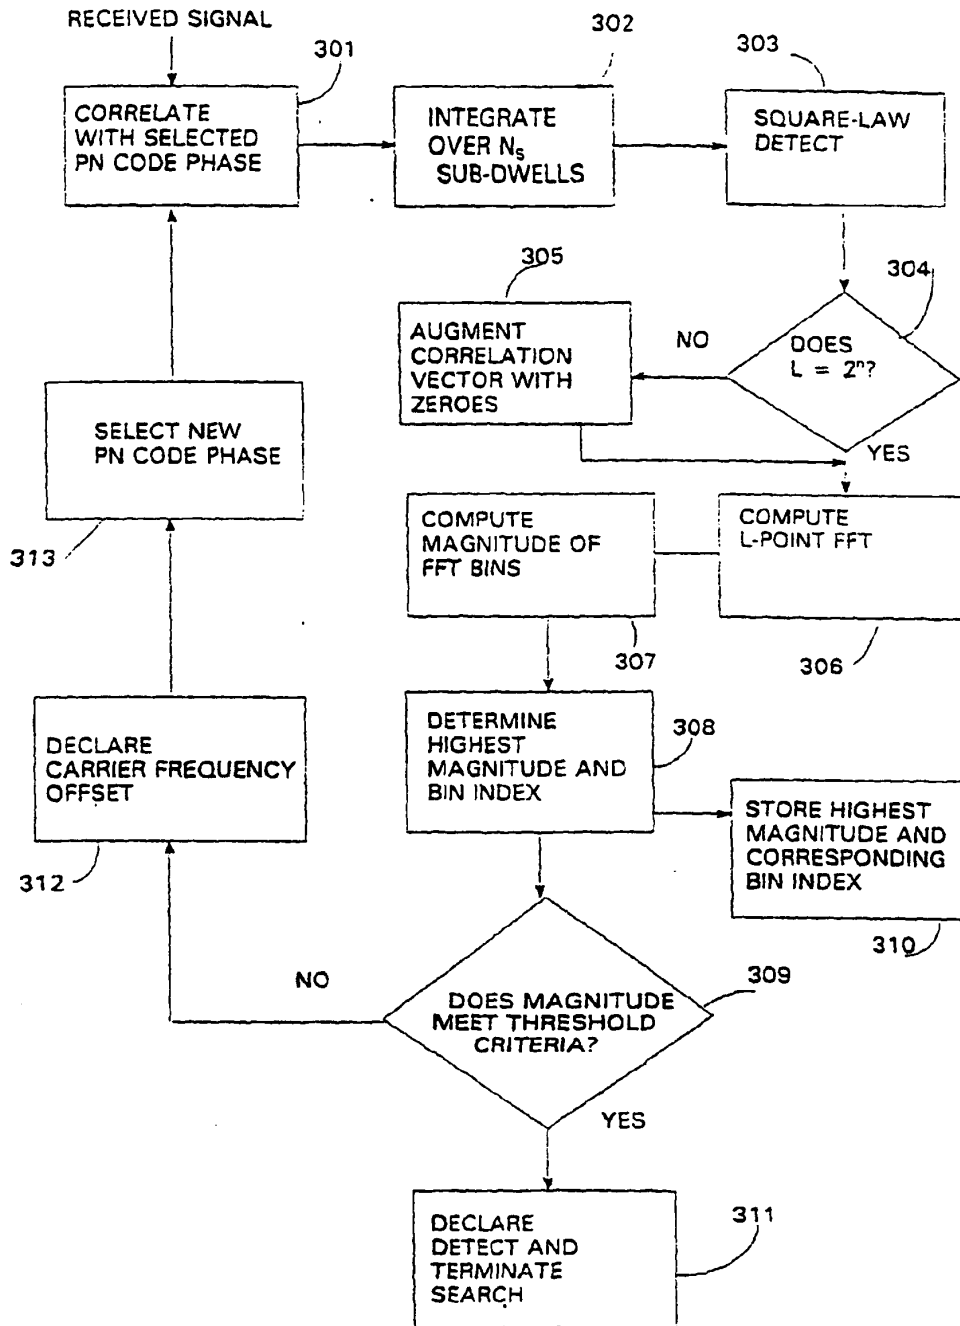 RECEIVED SIGNAL
301
CORRELATE
WITH SELECTED
PN CODE PHASE
302
INTEGRATE
OVER Ns
SUB-DWELLS
303
SQUARE-LAW
DETECT
304
DOES
L = 2ⁿ?
NO
YES
305
AUGMENT
CORRELATION
VECTOR WITH
ZEROES
SELECT NEW
PN CODE PHASE
313
COMPUTE
MAGNITUDE OF
FFT BINS
307
COMPUTE
L-POINT FFT
306
DECLARE
CARRIER FREQUENCY
OFFSET
312
DETERMINE
HIGHEST
MAGNITUDE AND
BIN INDEX
308
STORE HIGHEST
MAGNITUDE AND
CORRESPONDING
BIN INDEX
310
NO
309
DOES MAGNITUDE
MEET THRESHOLD
CRITERIA?
YES
DECLARE
DETECT AND
TERMINATE
SEARCH
311